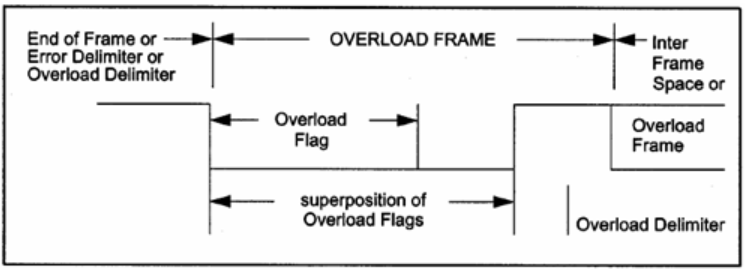 End of Frame or
Error Delimiter or
Overload Delimiter
OVERLOAD FRAME
Inter
Frame
Space or
Overload
Flag
Overload
Frame
superposition of
Overload Flags
Overload Delimiter